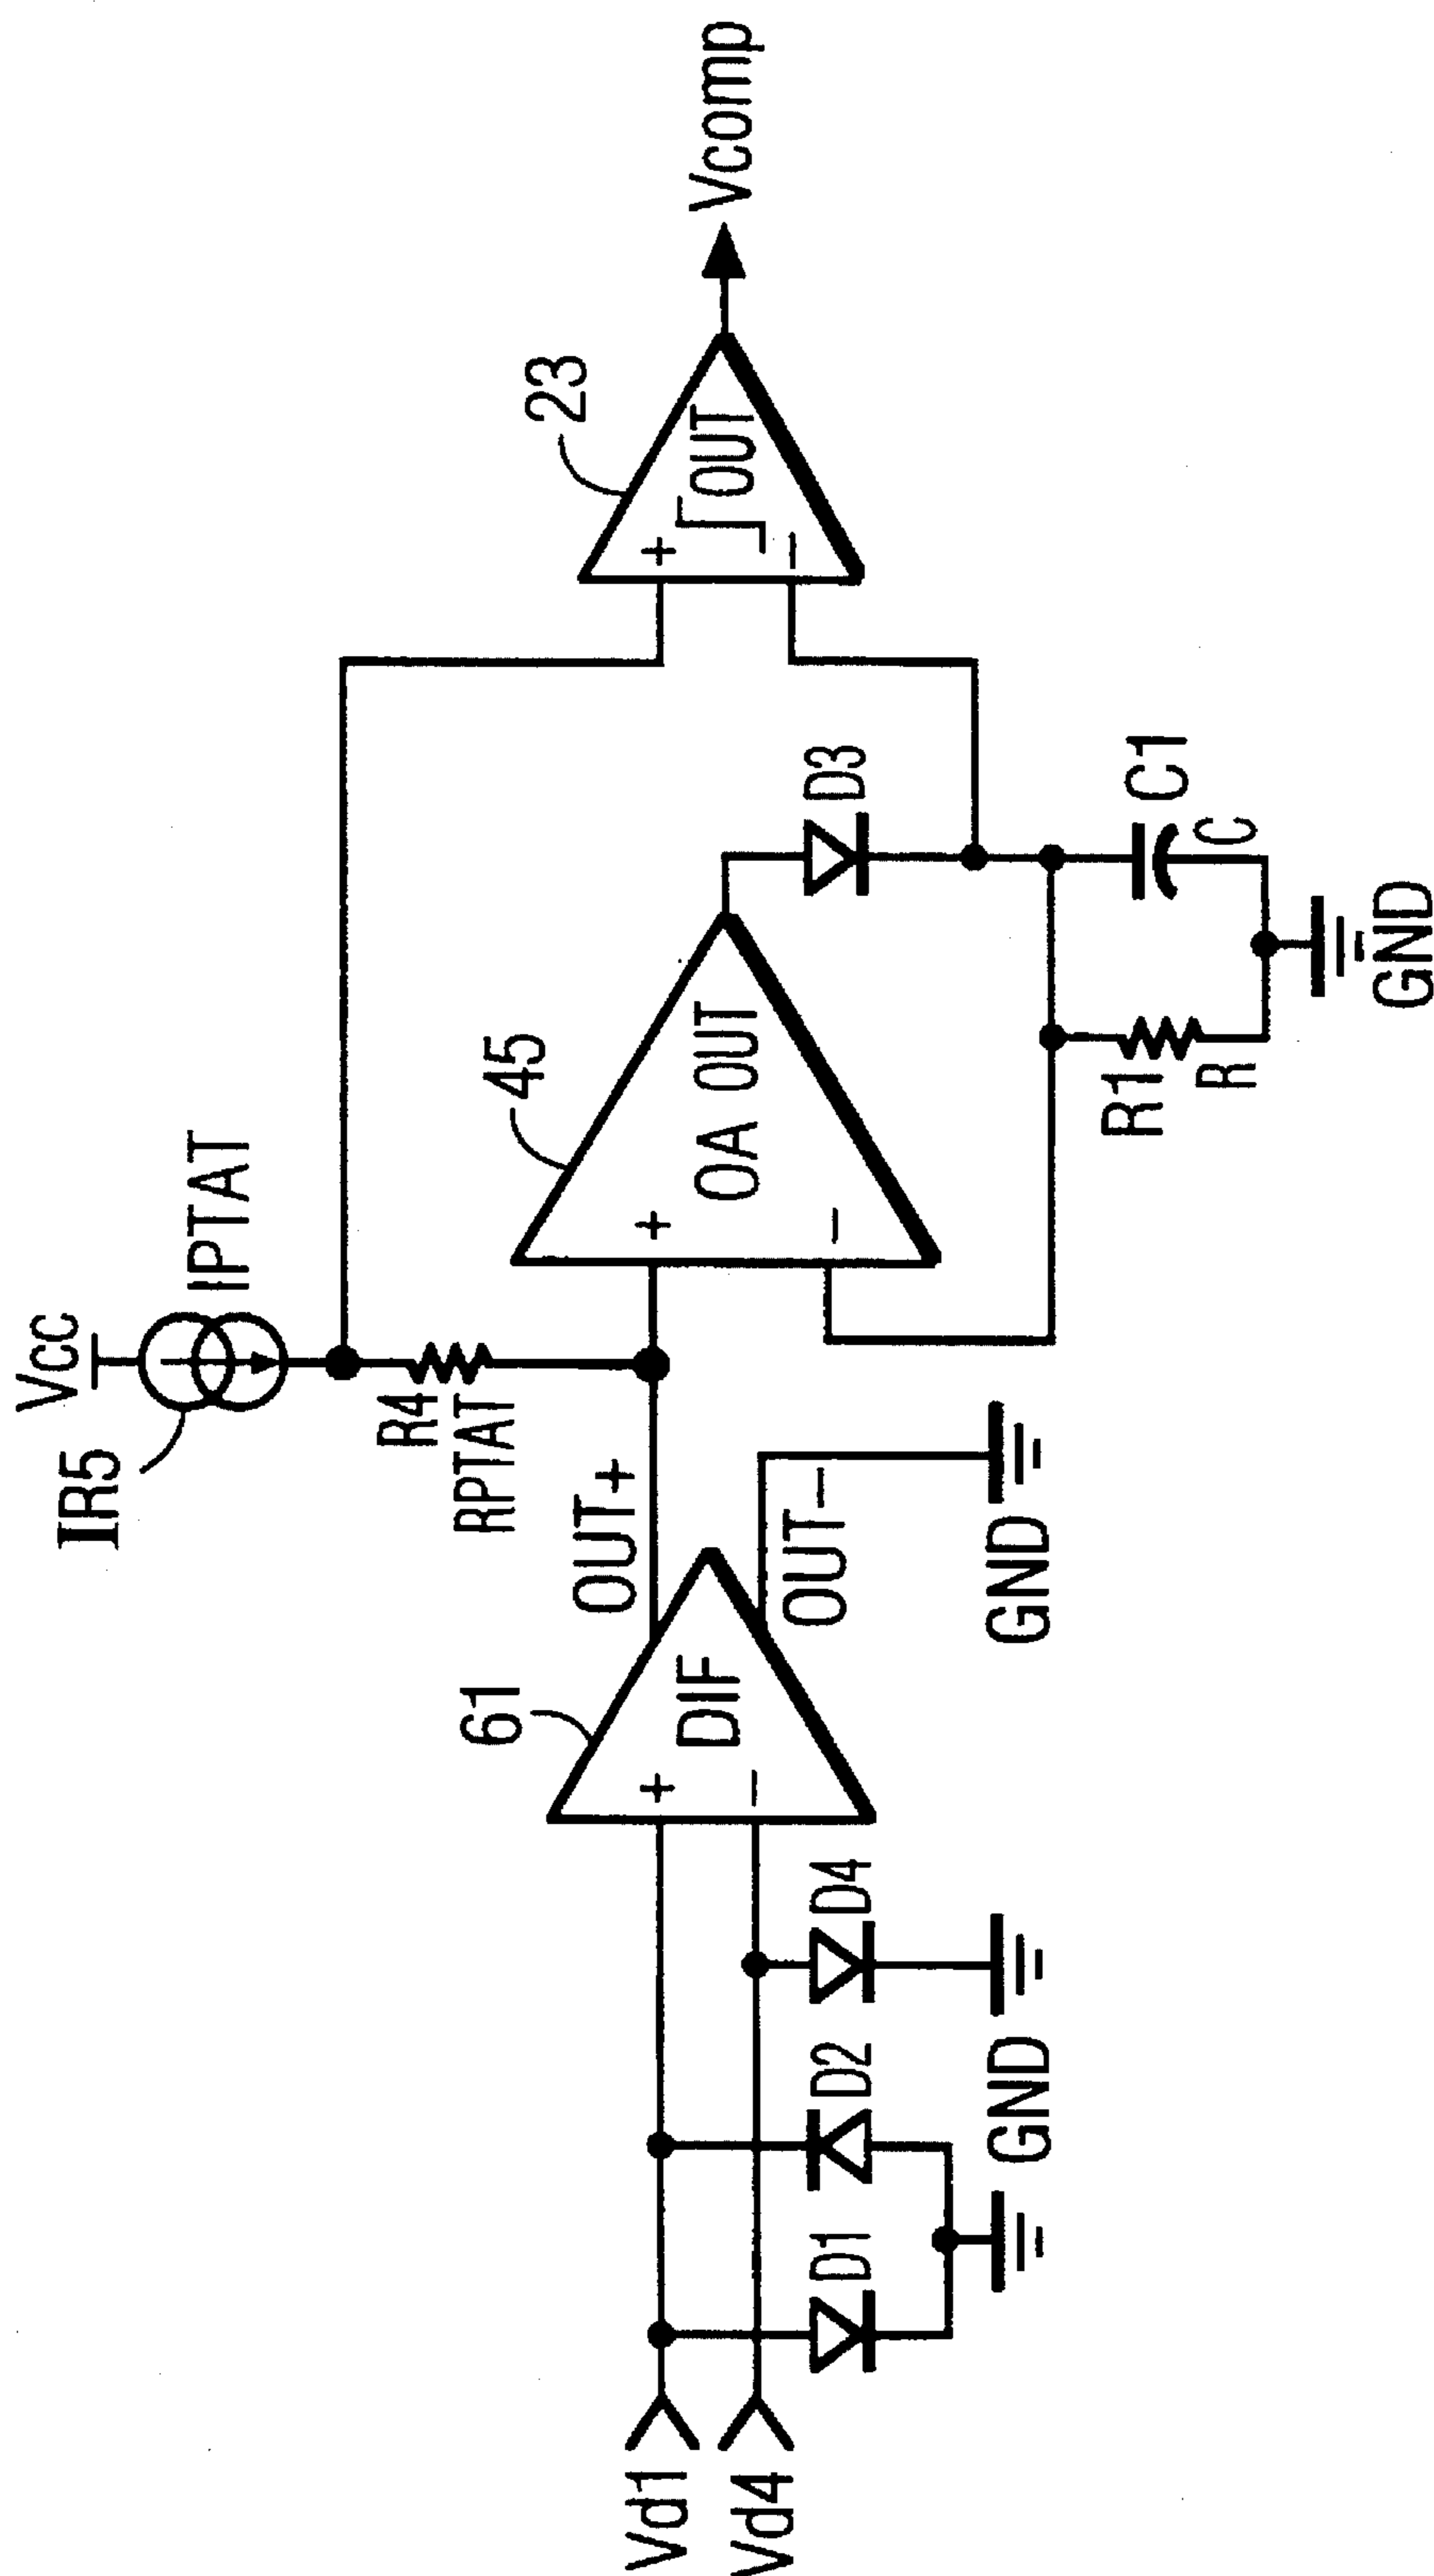 Vcc
IR5
IPTAT
R4
RPTAT
Vd1
Vd4
D1
D2
D4
GND
61
+
−
DIF
OUT+
OUT−
GND
45
+
−
OA OUT
D3
R1
R
C1
C
GND
23
+
−
OUT
Vcomp